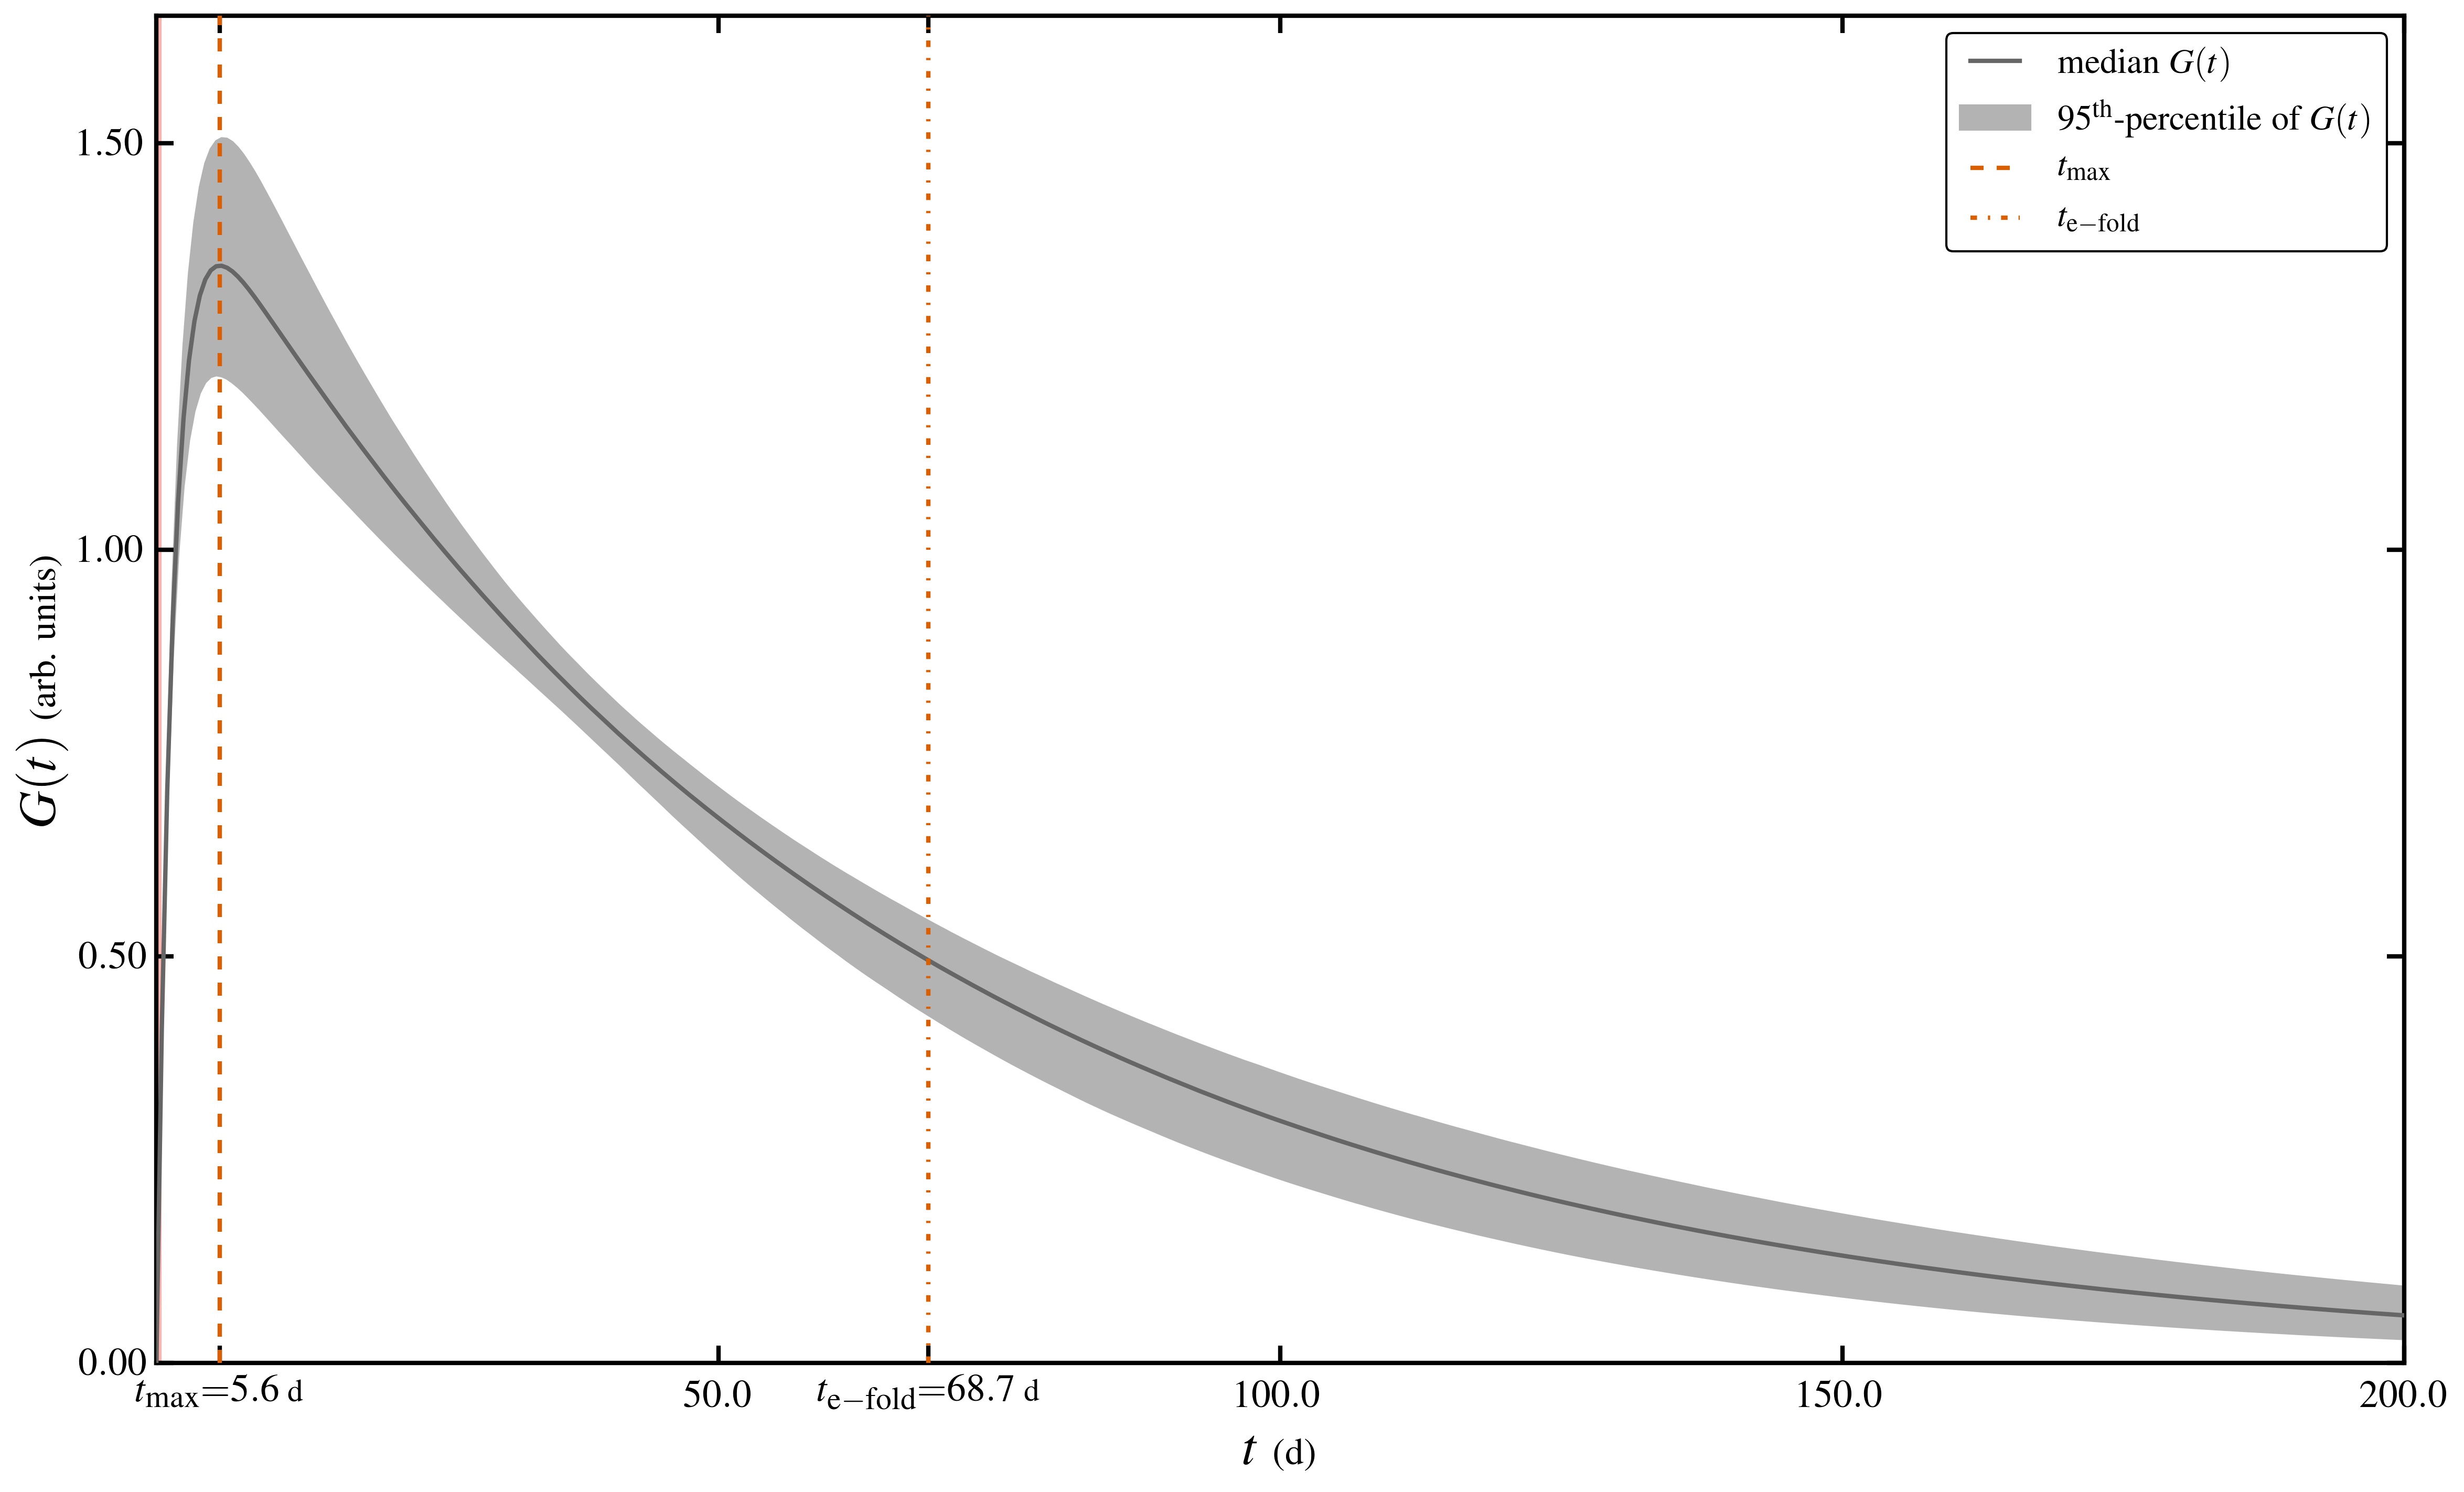 median G(t)
95th-percentile of G(t)
tmax
te−fold
1.50
1.00
0.50
0.00
G(t) (arb. units)
tmax=5.6 d
50.0
te−fold=68.7 d
100.0
150.0
200.0
t (d)